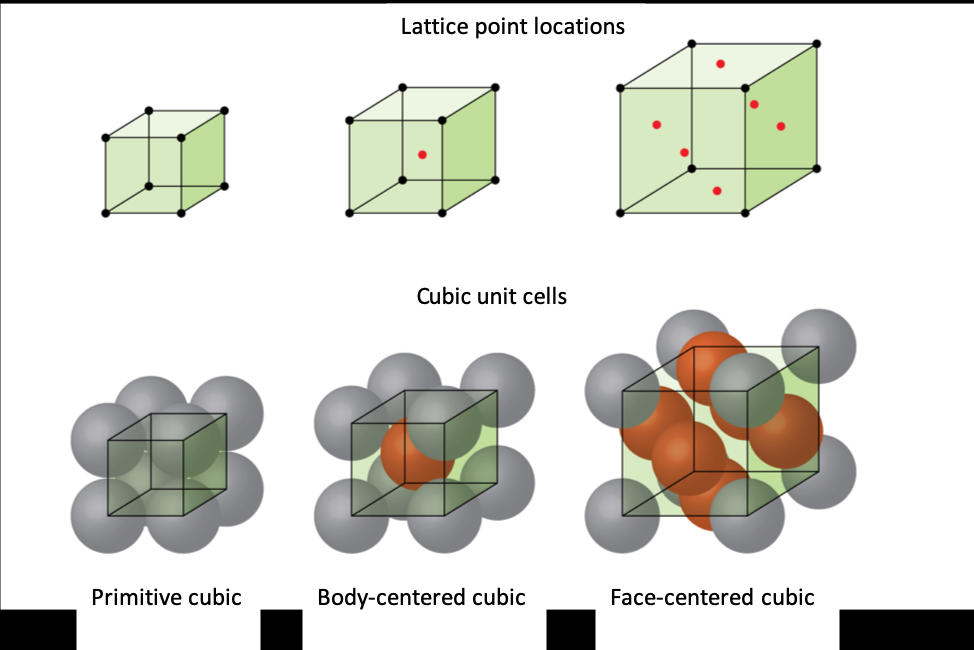 Lattice point locations
Cubic unit cells
Primitive cubic
Body-centered cubic
Face-centered cubic